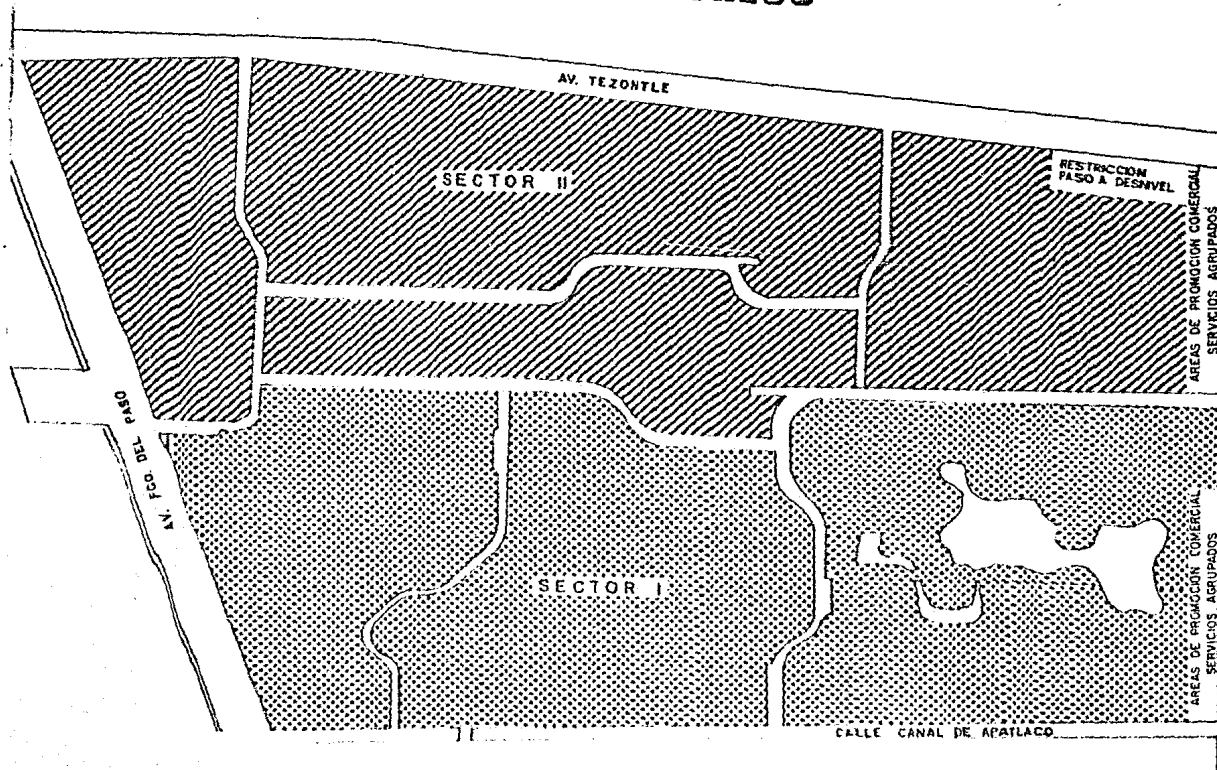 AV. TEZONTLE
RESTRICCION
PASO A DESNIVEL
SECTOR II
AREAS DE PROMOCION COMERCIAL
SERVICIOS AGRUPADOS
AV. FCO. DEL PASO
SECTOR I
AREAS DE PROMOCION COMERCIAL
SERVICIOS AGRUPADOS
CALLE CANAL DE APATLACO